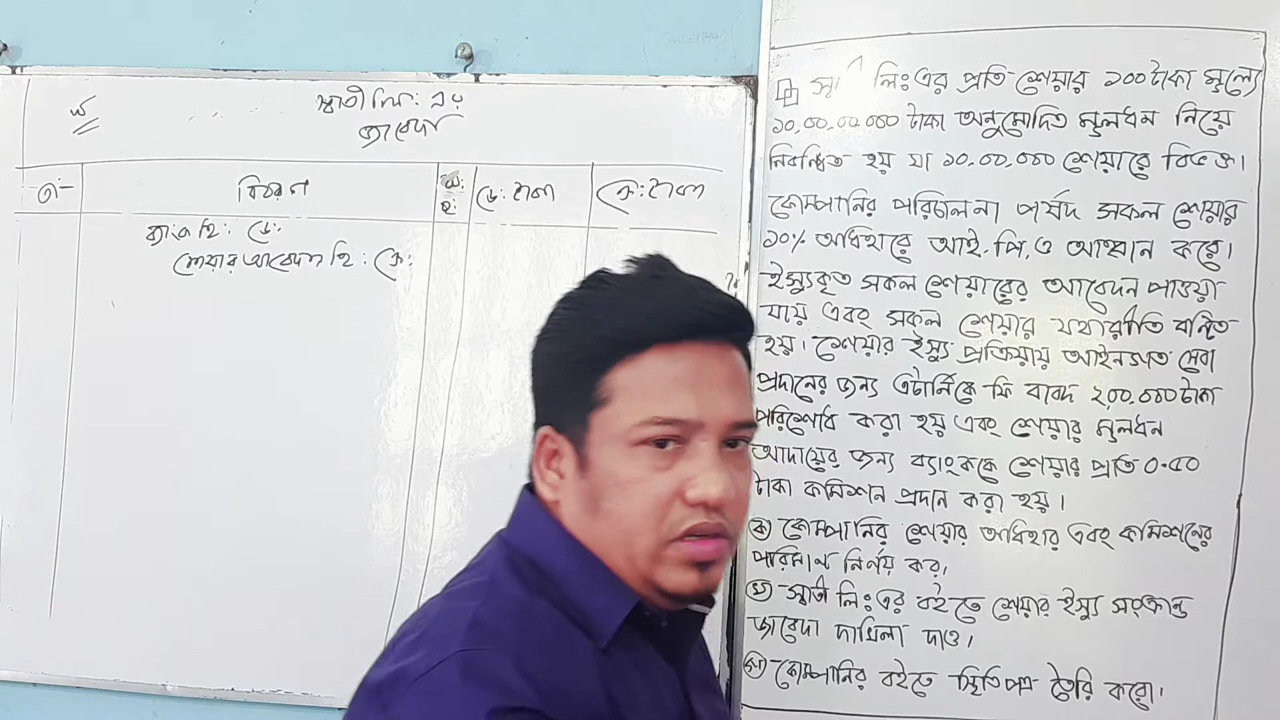 খ
স্বাতী লি: এর
জাবেদা
তা:
বিবরণ
খ: পৃ:
ডে: টাকা
ক্রে: টাকা
ব্যাংক হি: ডে:
শেয়ার আবেদন হি: ক্রে:
লিঃ এর প্রতি শেয়ার ১০০ টাকা মূল্যে
১০,০০,০০,০০০ টাকা অনুমোদিত মূলধন নিয়ে
নিবন্ধিত হয় যা ১০,০০,০০০ শেয়ারে বিভক্ত।
কোম্পানির পরিচালনা পর্ষদ সকল শেয়ার
১০% অধিহারে আই.পি.ও আহ্বান করে।
ইস্যুকৃত সকল শেয়ারের আবেদন পাওয়া
যায় এবং সকল শেয়ার যথারীতি বন্টিত
হয়। শেয়ার ইস্যু প্রক্রিয়ায় আইনগত সেবা
প্রদানের জন্য এটর্নিকে ফি বাবদ ২,০০,০০০ টাকা
পরিশোধ করা হয় এবং শেয়ার মূলধন
আদায়ের জন্য ব্যাংককে শেয়ার প্রতি ০.৫০
টাকা কমিশন প্রদান করা হয়।
(ক) কোম্পানির শেয়ার অধিহার এবং কমিশনের
পরিমাণ নির্ণয় কর।
(খ) স্বাতী লিঃ এর বইতে শেয়ার ইস্যু সংক্রান্ত
জাবেদা দাখিলা দাও।
(গ) কোম্পানির বইতে স্থিতিপত্র তৈরি করো।